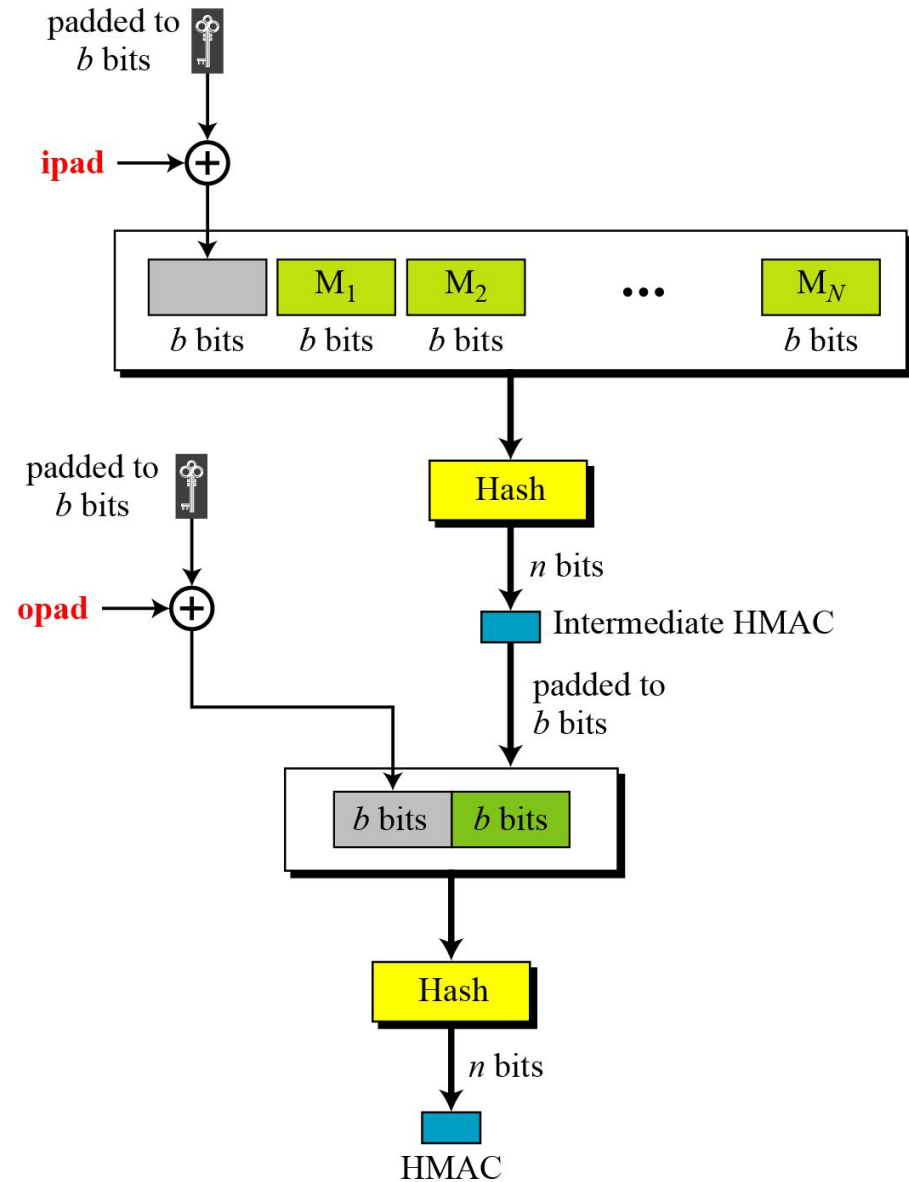 padded to
b bits
ipad
M1 M2 ... MN
b bits b bits b bits b bits
Hash
n bits
padded to
b bits
opad
Intermediate HMAC
padded to
b bits
b bits b bits
Hash
n bits
HMAC